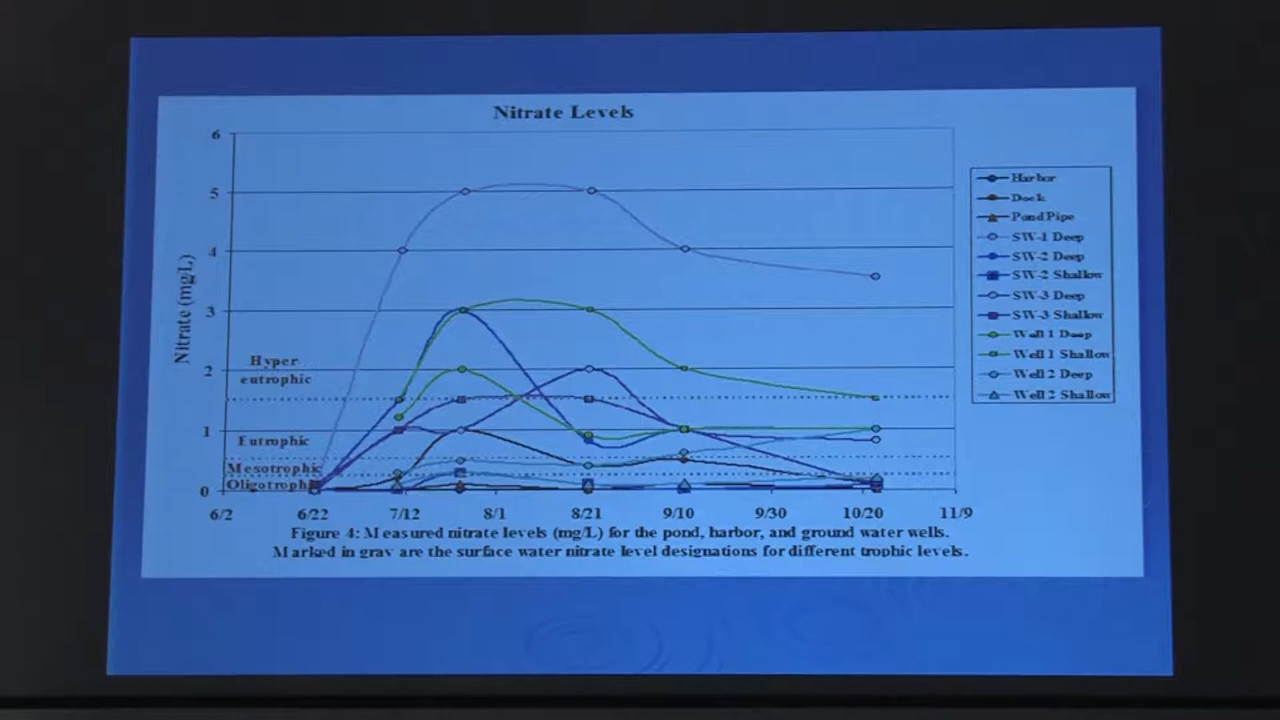 Nitrate Levels
6
5
4
3
2
1
0
Nitrate (mg/L)
Hyper-
eutrophic
Eutrophic
Mesotrophic
Oligotrophic
6/2
6/22
7/12
8/1
8/21
9/10
9/30
10/20
11/9
Harbor
Dock
Pond Pipe
SW-1 Deep
SW-2 Deep
SW-2 Shallow
SW-3 Deep
SW-3 Shallow
Well 1 Deep
Well 1 Shallow
Well 2 Deep
Well 2 Shallow
Figure 4: Measured nitrate levels (mg/L) for the pond, harbor, and ground water wells.
Marked in gray are the surface water nitrate level designations for different trophic levels.